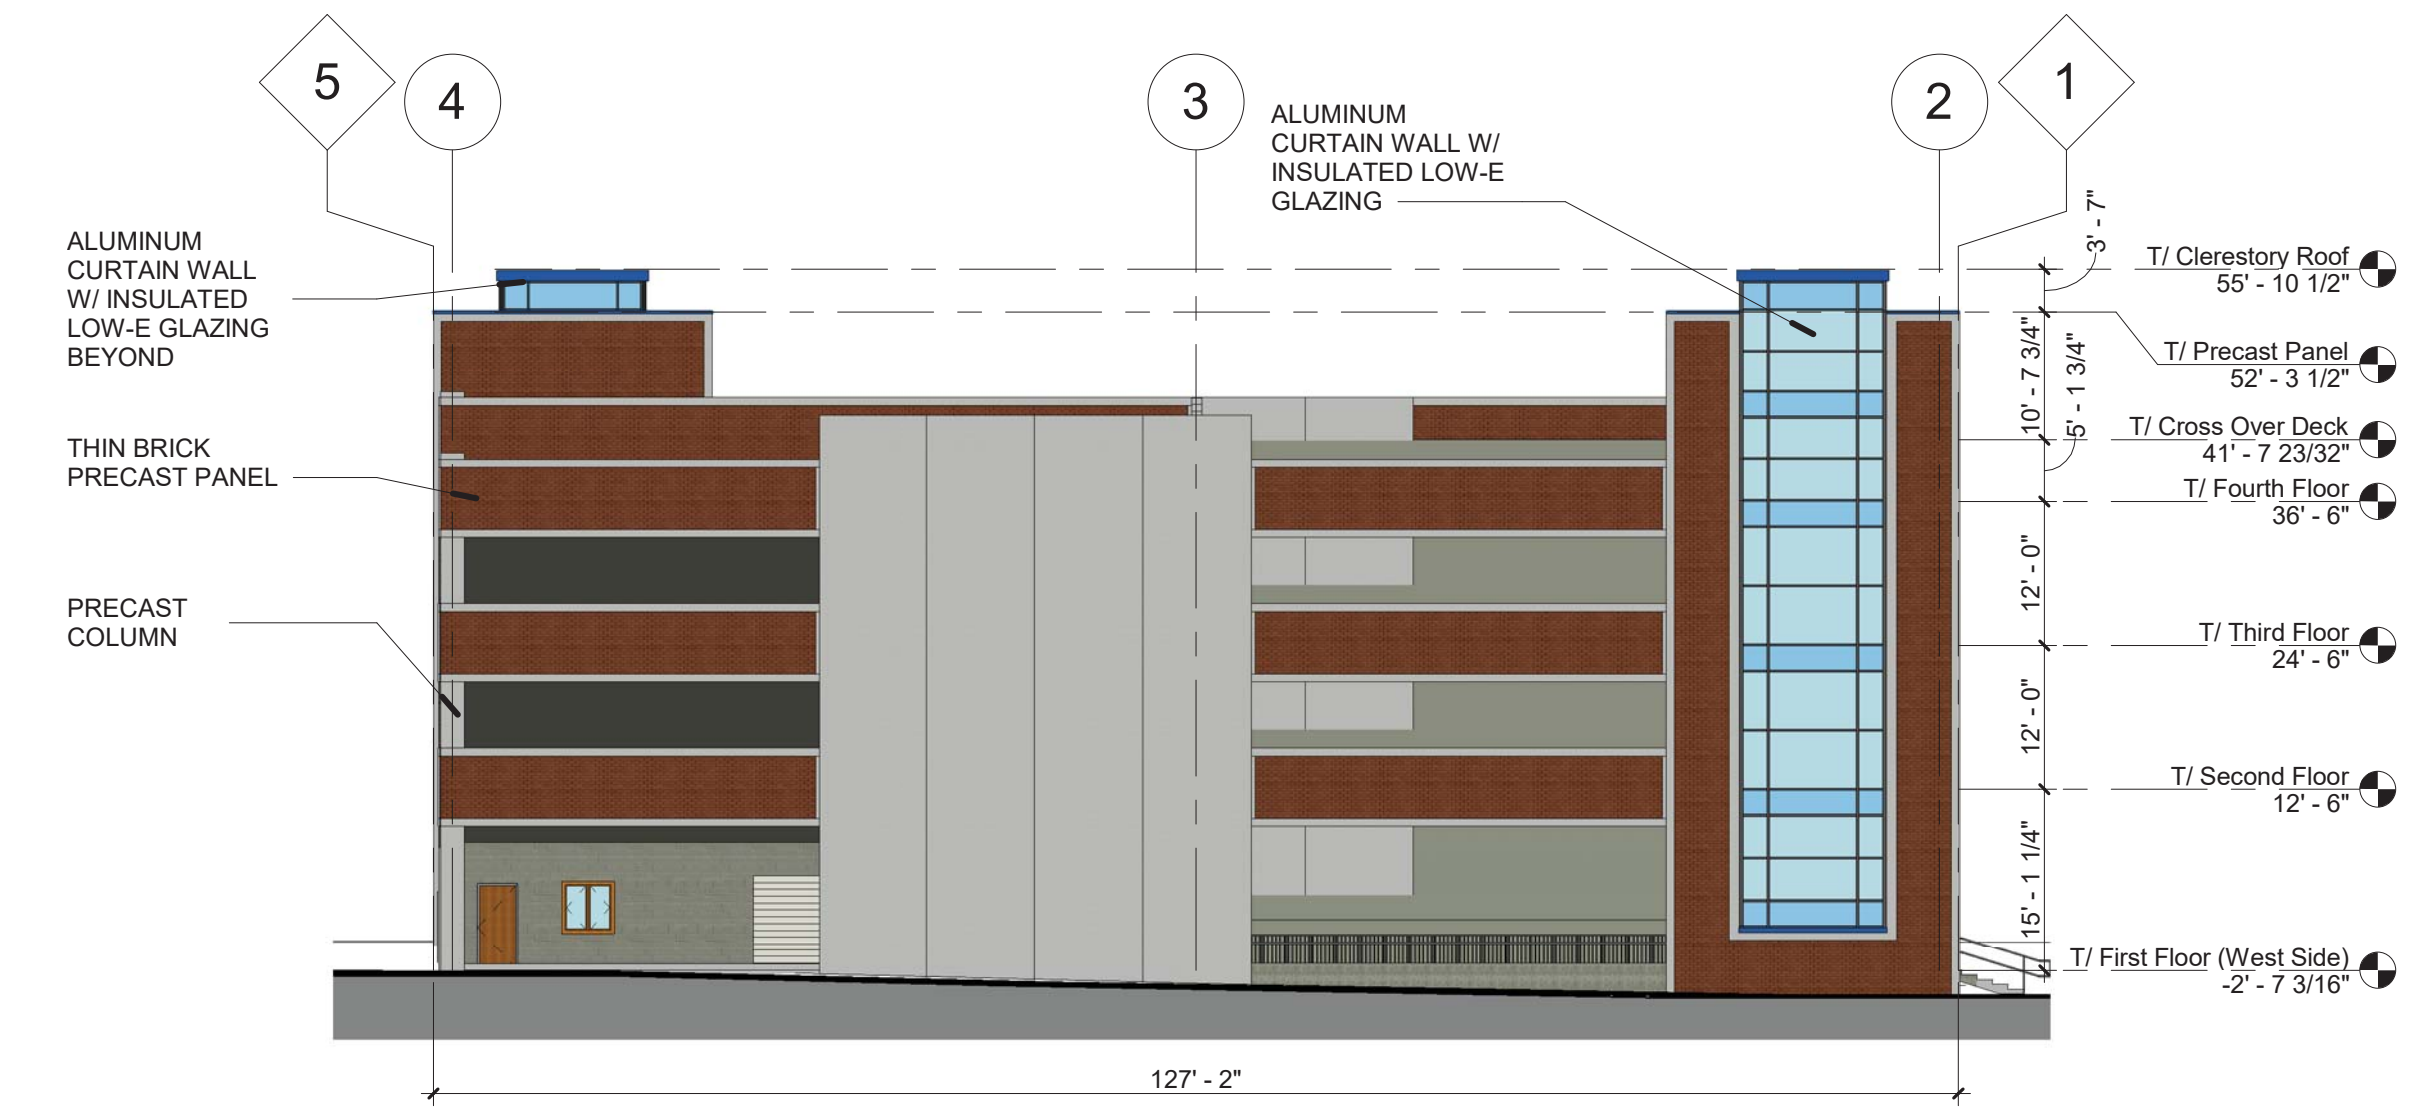 5
4
3
2
1
ALUMINUM
CURTAIN WALL W/
INSULATED LOW-E
GLAZING
ALUMINUM
CURTAIN WALL
W/ INSULATED
LOW-E GLAZING
BEYOND
THIN BRICK
PRECAST PANEL
PRECAST
COLUMN
3' - 7"
10' - 7 3/4"
5' - 1 3/4"
12' - 0"
12' - 0"
15' - 1 1/4"
T/ Clerestory Roof
55' - 10 1/2"
T/ Precast Panel
52' - 3 1/2"
T/ Cross Over Deck
41' - 7 23/32"
T/ Fourth Floor
36' - 6"
T/ Third Floor
24' - 6"
T/ Second Floor
12' - 6"
T/ First Floor (West Side)
-2' - 7 3/16"
127' - 2"